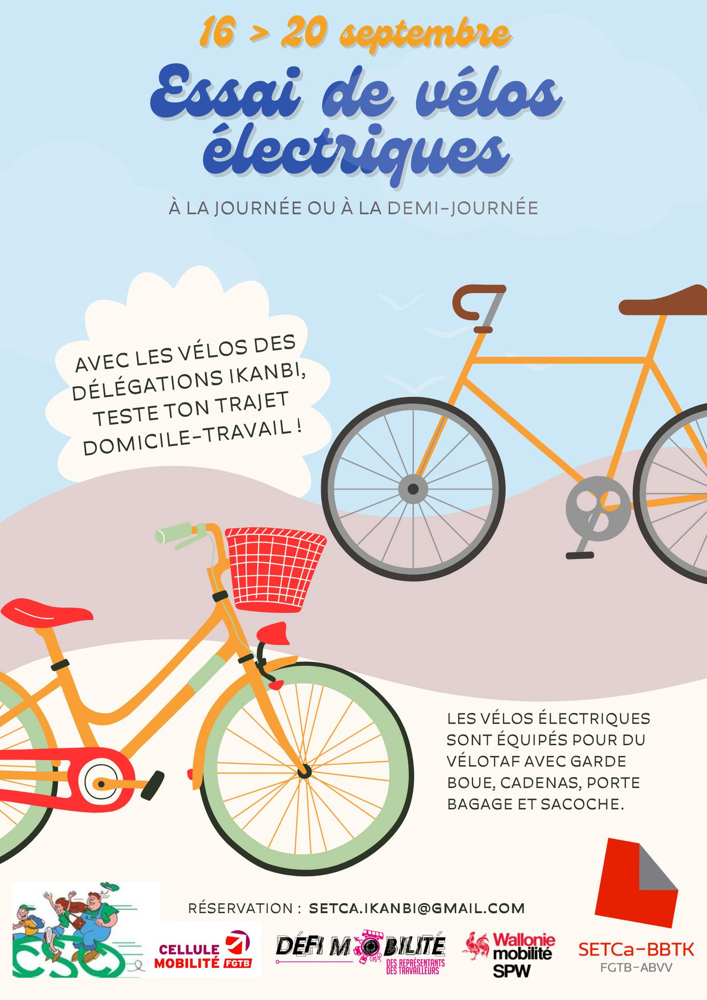 16 > 20 septembre
Essai de vélos
électriques
À LA JOURNÉE OU À LA DEMI-JOURNÉE
AVEC LES VÉLOS DES
DÉLÉGATIONS IKANBI,
TESTE TON TRAJET
DOMICILE-TRAVAIL !
LES VÉLOS ÉLECTRIQUES
SONT ÉQUIPÉS POUR DU
VÉLOTAF AVEC GARDE
BOUE, CADENAS, PORTE
BAGAGE ET SACOCHE.
RÉSERVATION : SETCA.IKANBI@GMAIL.COM
CSC
CELLULE
MOBILITÉ FGTB
DÉFI MOBILITÉ
DES REPRÉSENTANTS
DES TRAVAILLEURS
Wallonie
mobilité
SPW
SETCa-BBTK
FGTB-ABVV